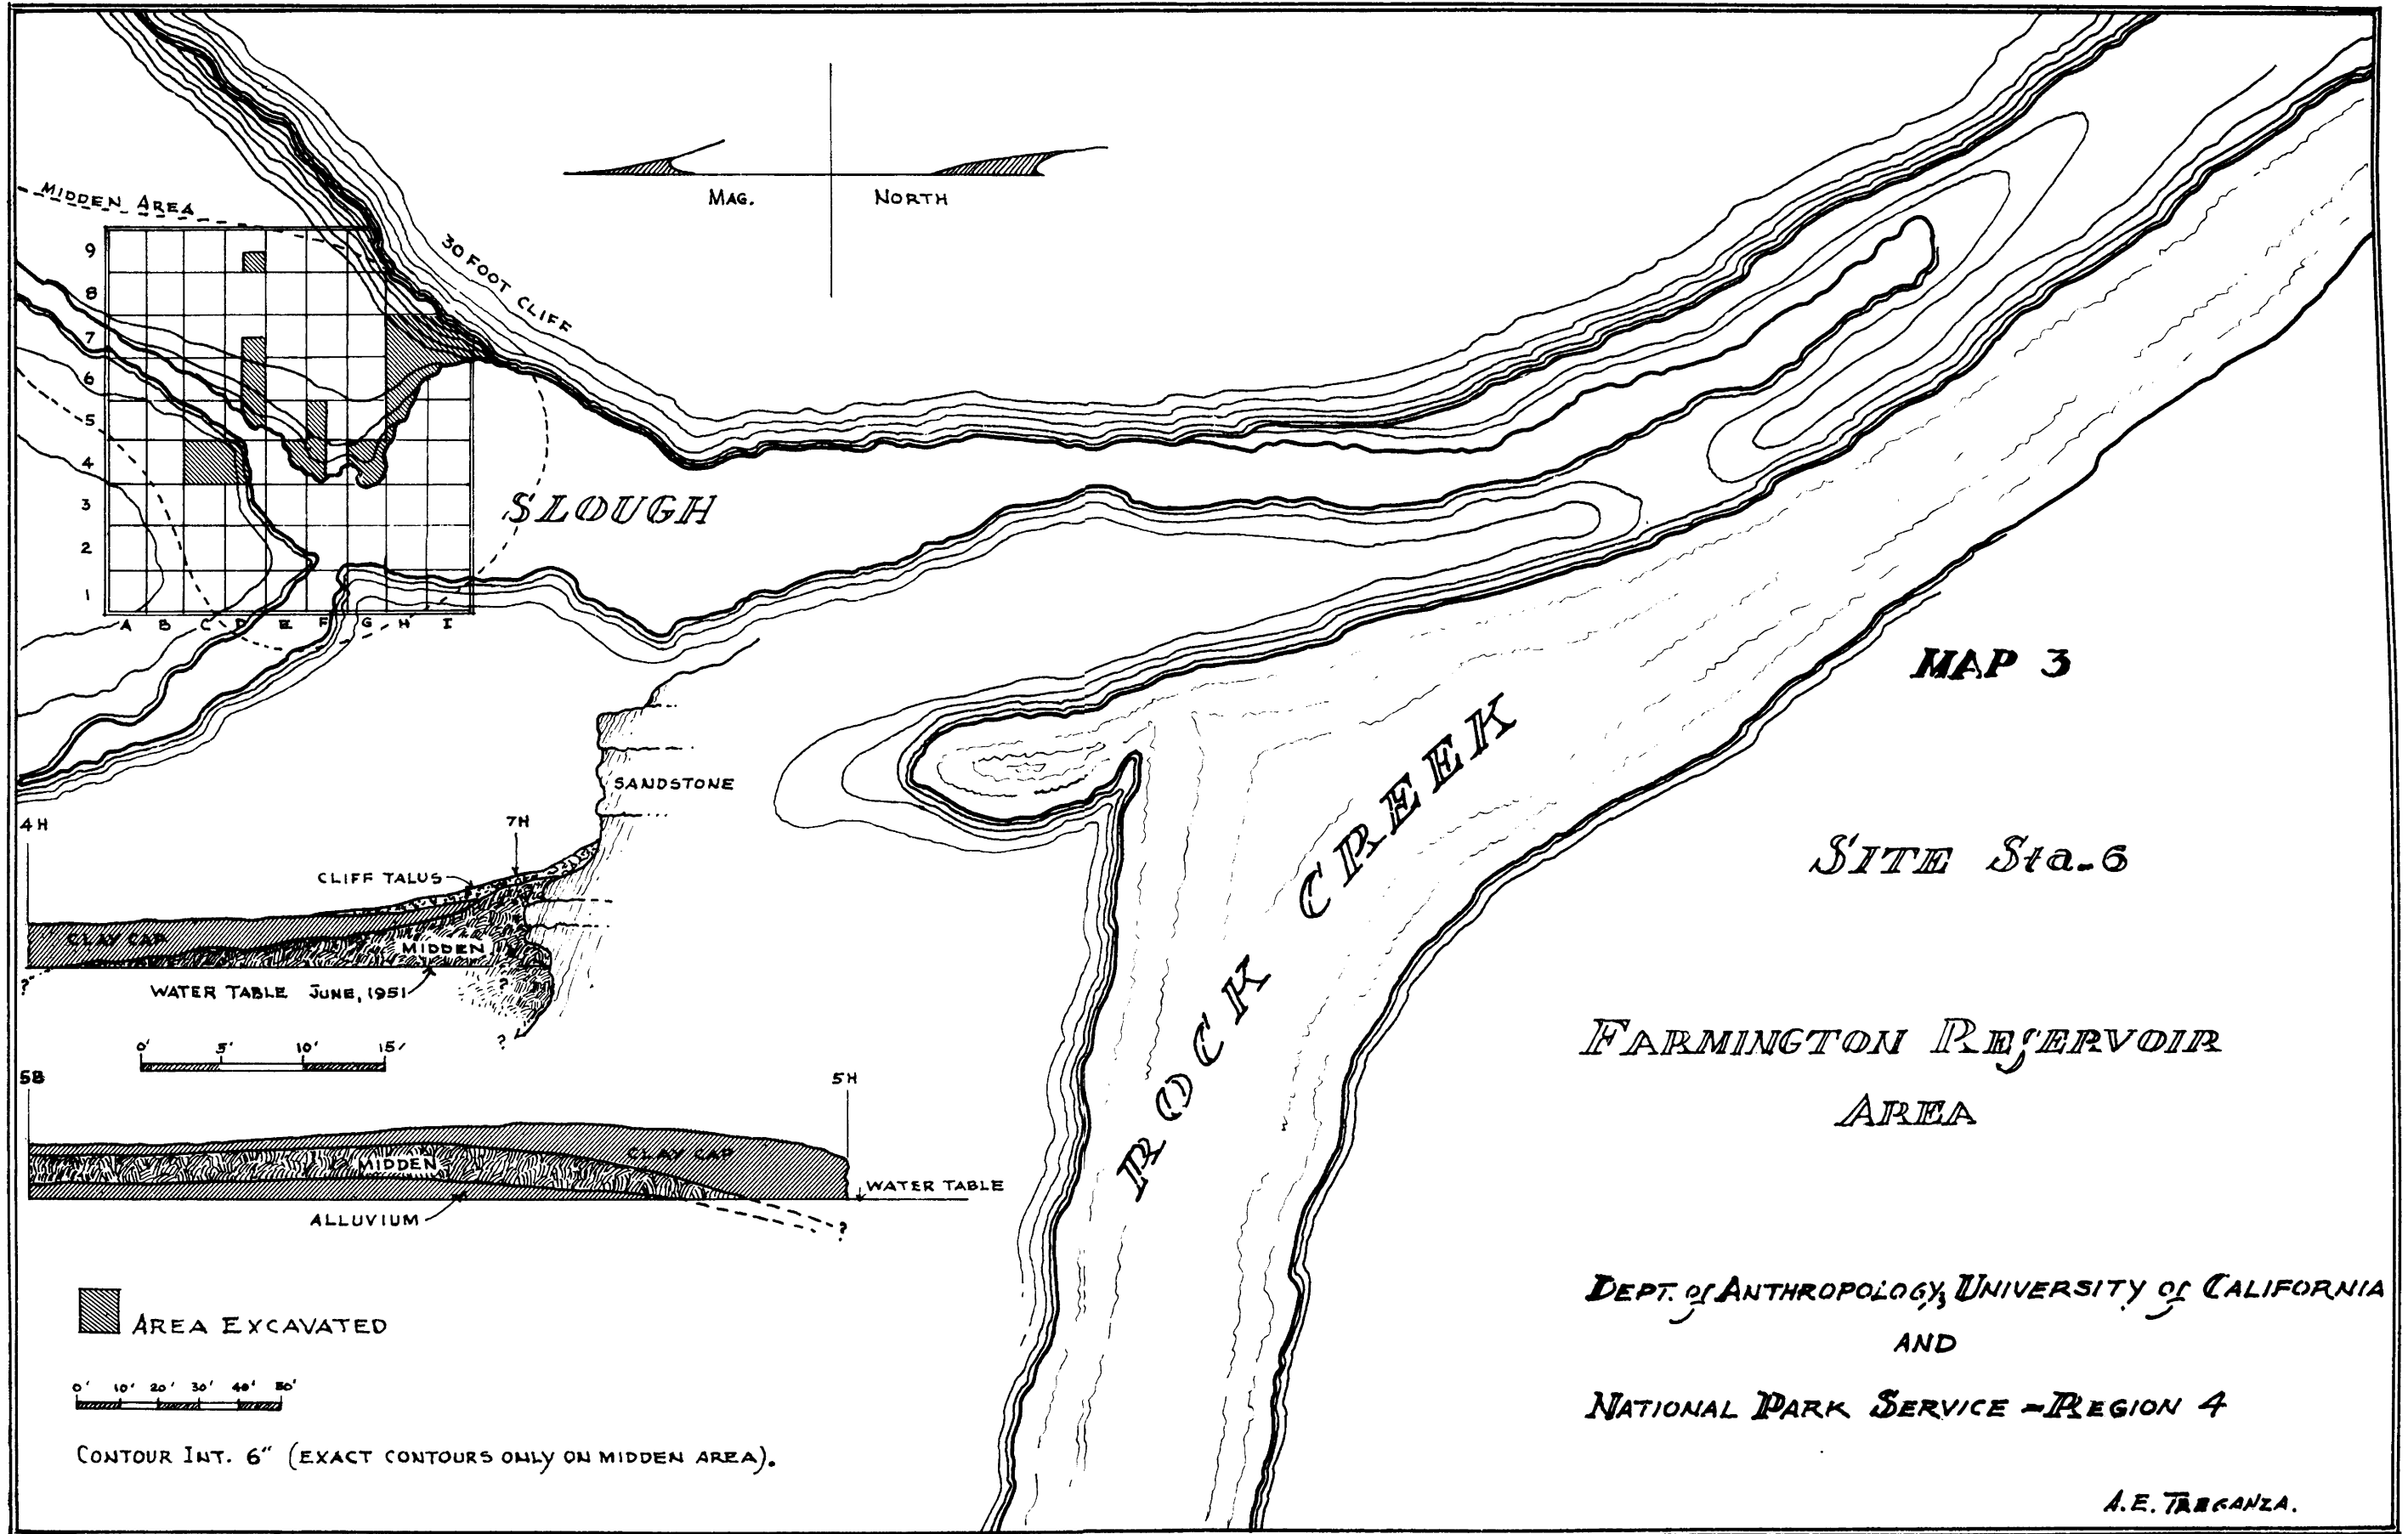 MIDDEN AREA
30 FOOT CLIFF
MAG. NORTH
9
8
7
6
5
4
3
2
1
A B C D E F G H I
SLOUGH
ROCK CREEK
MAP 3
SITE Sta-6
FARMINGTON RESERVOIR
AREA
DEPT. of ANTHROPOLOGY, UNIVERSITY of CALIFORNIA
AND
NATIONAL PARK SERVICE - REGION 4
A.E. TREGANZA.
SANDSTONE
4H
7H
CLIFF TALUS
CLAY CAP
MIDDEN
?
?
WATER TABLE JUNE, 1951
?
0' 5' 10' 15'
5B
5H
MIDDEN
CLAY CAP
WATER TABLE
ALLUVIUM
?
AREA EXCAVATED
0' 10' 20' 30' 40' 50'
CONTOUR INT. 6" (EXACT CONTOURS ONLY ON MIDDEN AREA).